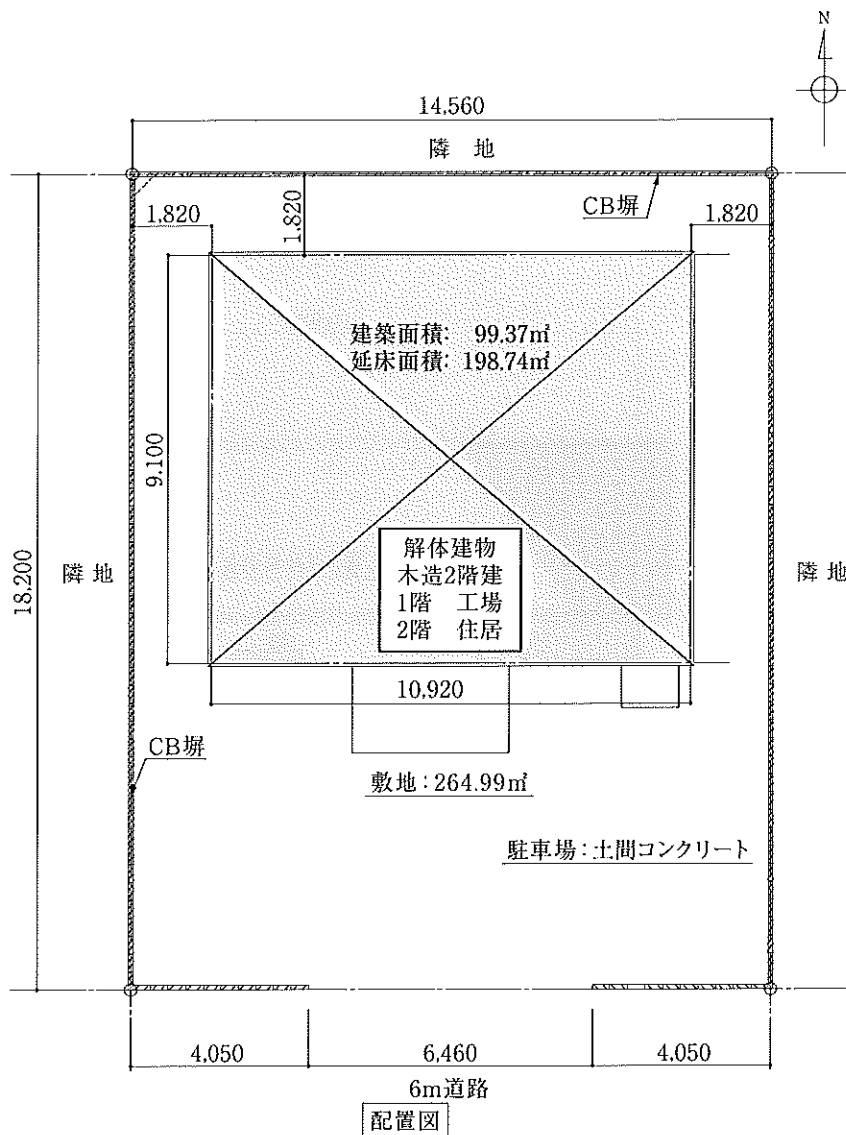 N
14,560
隣 地
CB塀
1,820
1,820
1,820
建築面積: 99.37㎡
延床面積: 198.74㎡
9.100
18.200
隣 地
隣 地
解体建物
木造2階建
1階 工場
2階 住居
10,920
CB塀
敷地:264.99㎡
駐車場:土間コンクリート
4,050
6,460
4,050
6m道路
配置図